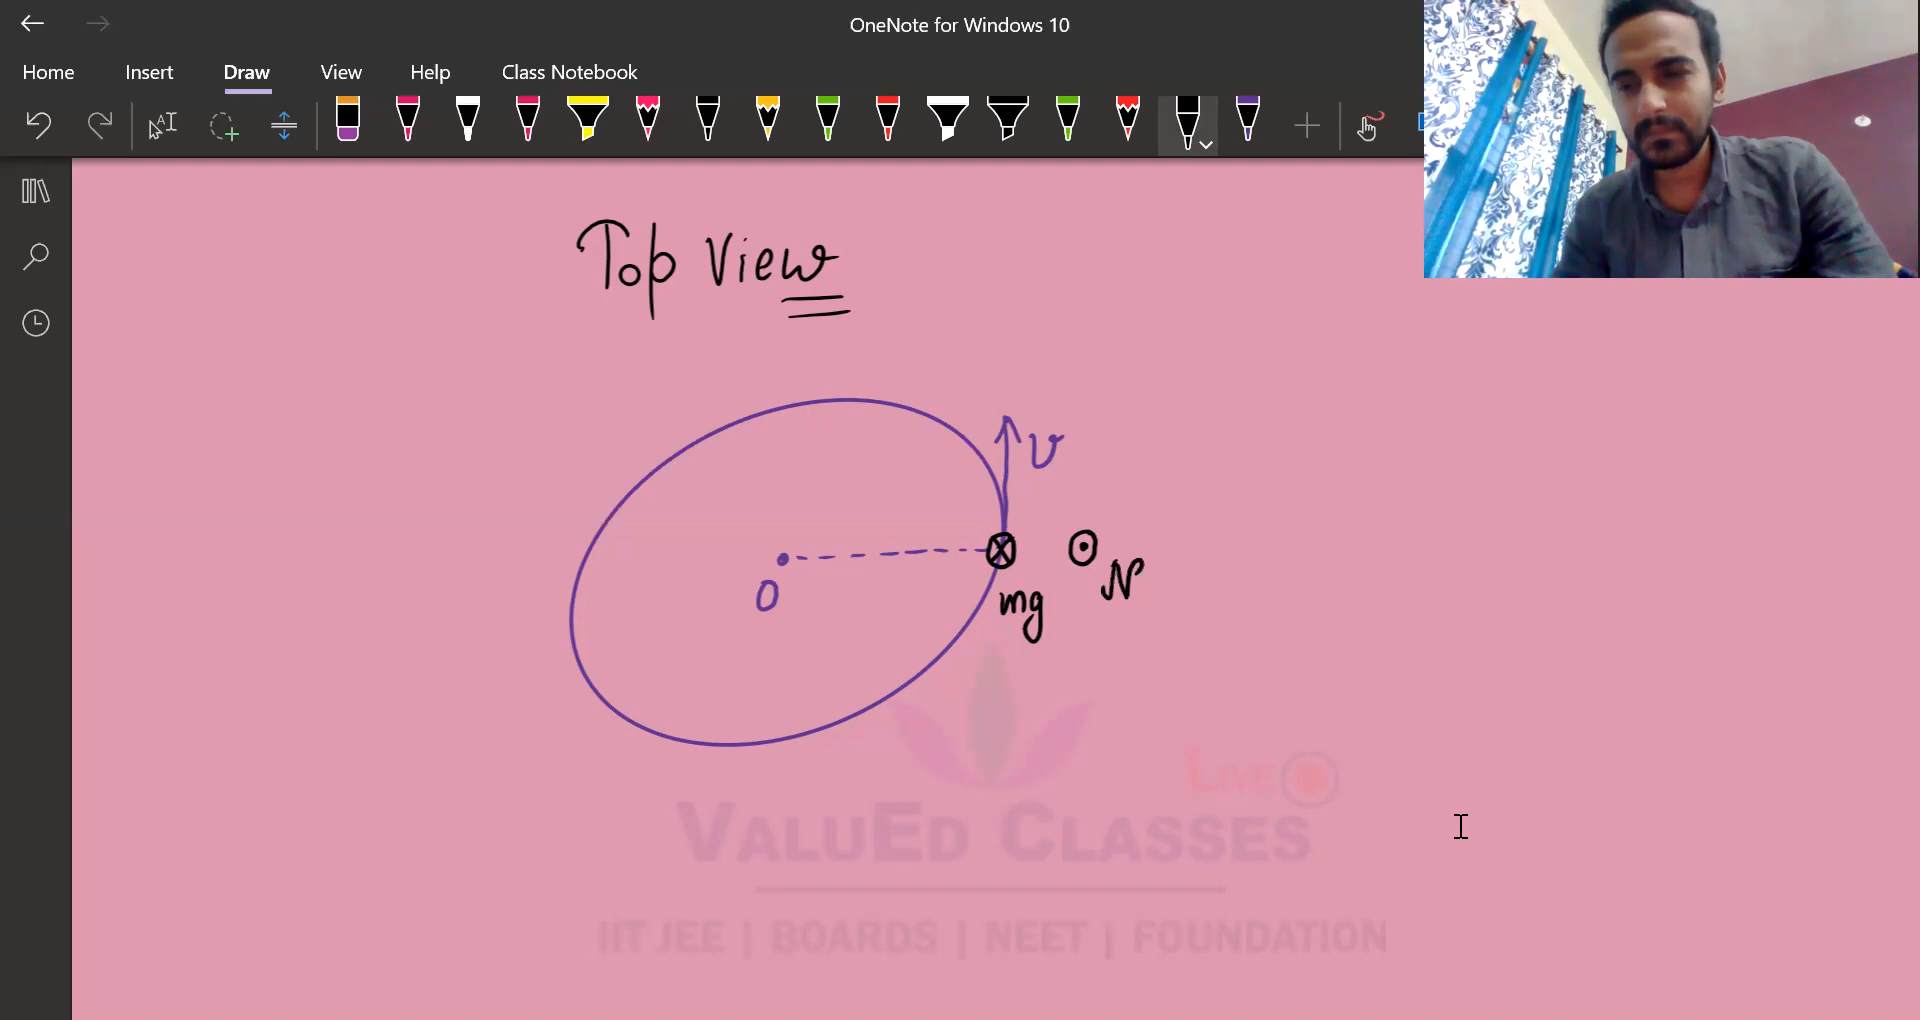 OneNote for Windows 10
Home Insert Draw View Help Class Notebook
Top View
v
O
mg
N
LIVE
VALUED CLASSES
IIT JEE | BOARDS | NEET | FOUNDATION